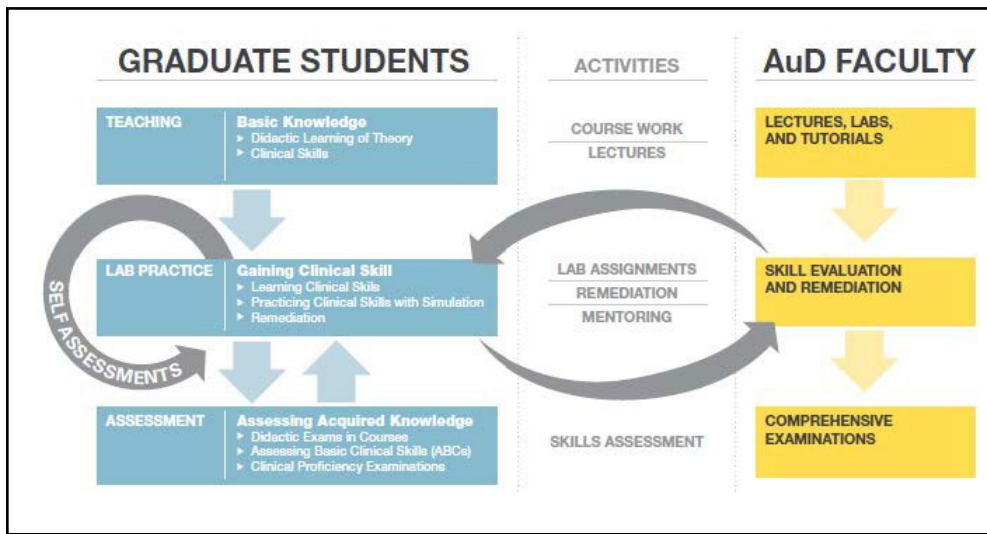 GRADUATE STUDENTS
ACTIVITIES
AuD FACULTY
TEACHING
Basic Knowledge
▸ Didactic Learning of Theory
▸ Clinical Skills
COURSE WORK
LECTURES
LECTURES, LABS,
AND TUTORIALS
SELF ASSESSMENTS
LAB PRACTICE
Gaining Clinical Skill
▸ Learning Clinical Skils
▸ Practicing Clinical Skills with Simulation
▸ Remediation
LAB ASSIGNMENTS
REMEDIATION
MENTORING
SKILL EVALUATION
AND REMEDIATION
ASSESSMENT
Assessing Acquired Knowledge
▸ Didactic Exams in Courses
▸ Assessing Basic Clinical Skills (ABCs)
▸ Clinical Proficiency Examinations
SKILLS ASSESSMENT
COMPREHENSIVE
EXAMINATIONS